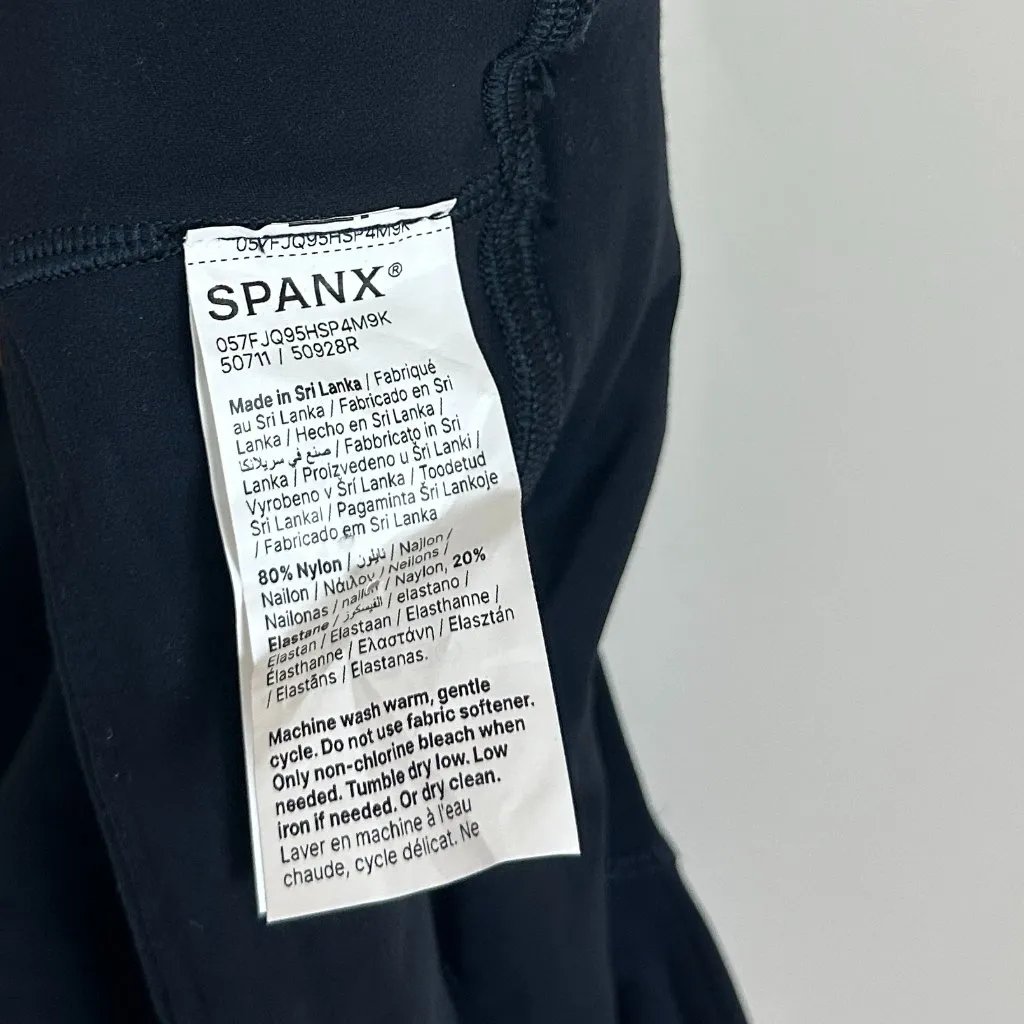 057FJQ95HSP4M9K
SPANX®
057FJQ95HSP4M9K
50711 | 50928R
Made in Sri Lanka / Fabriqué
au Sri Lanka / Fabricado en Sri
Lanka / Hecho en Sri Lanka /
صنع في سريلانكا / Fabbricato in Sri
Lanka / Proizvedeno u Šri Lanki /
Vyrobeno v Šrí Lanka / Toodetud
Sri Lankal / Pagaminta Šri Lankoje
/ Fabricado em Sri Lanka
80% Nylon / نايلون / Najlon /
Nailon / Νάιλον / Neilons /
Nailonas / nailon / Naylon, 20%
Elastane / الفيسكوز / elastano /
Elastan / Elastaan / Elasthanne /
Élasthanne / Ελαστάνη / Elasztán
/ Elastāns / Elastanas.
Machine wash warm, gentle
cycle. Do not use fabric softener.
Only non-chlorine bleach when
needed. Tumble dry low. Low
iron if needed. Or dry clean.
Laver en machine à l'eau
chaude, cycle délicat. Ne